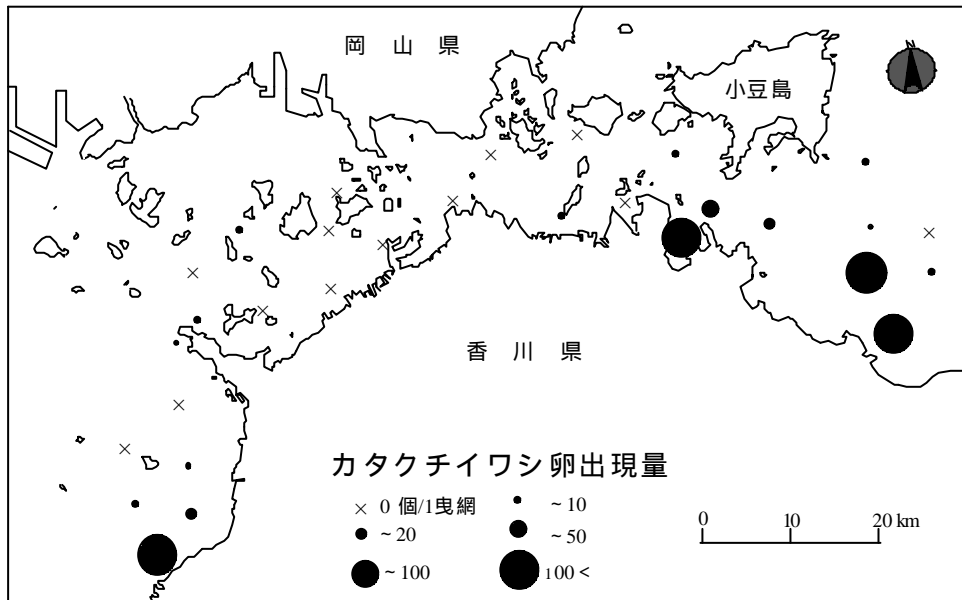 岡山県
N
小豆島
香川県
カタクチイワシ卵出現量
× 0 個/1曳網
~10
~20
~50
~100
100<
0 10 20 km